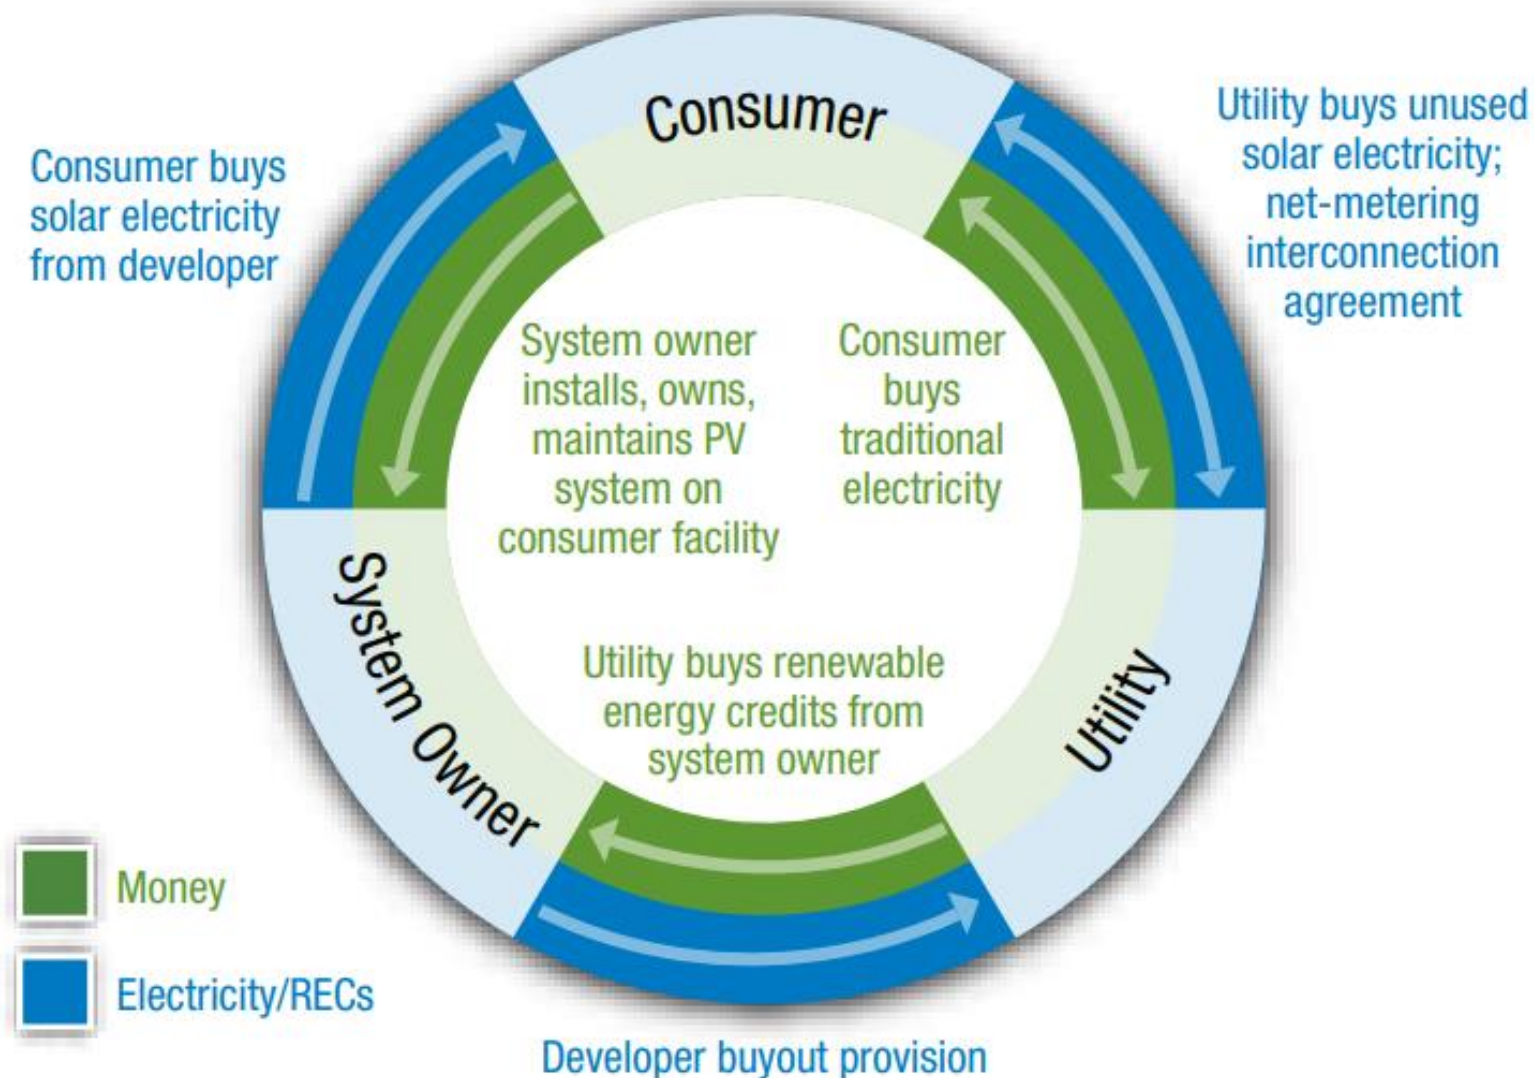 Consumer
Consumer buys
solar electricity
from developer
Utility buys unused
solar electricity;
net-metering
interconnection
agreement
System owner
installs, owns,
maintains PV
system on
consumer facility
Consumer
buys
traditional
electricity
System Owner
Utility
Utility buys renewable
energy credits from
system owner
Money
Electricity/RECs
Developer buyout provision